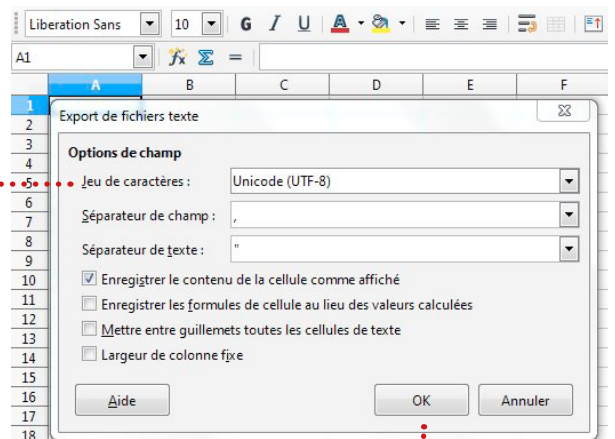 Liberation Sans 10 G I U A
A1 fx Σ =
A B C D E F
1
Export de fichiers texte
2
3
Options de champ
4
5 Jeu de caractères : Unicode (UTF-8)
6
7 Séparateur de champ : ,
8
9 Séparateur de texte : "
10 Enregistrer le contenu de la cellule comme affiché
11 Enregistrer les formules de cellule au lieu des valeurs calculées
12
13 Mettre entre guillemets toutes les cellules de texte
14 Largeur de colonne fixe
15
16 Aide OK Annuler
17
18